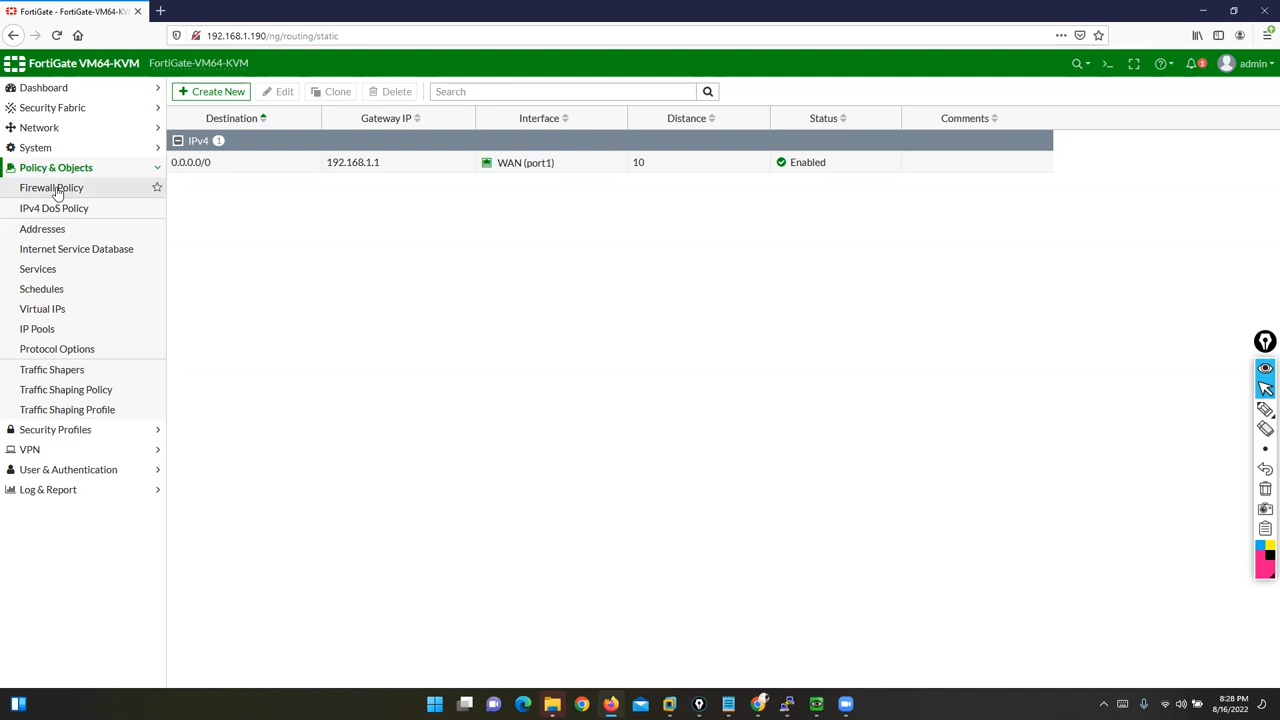 FortiGate - FortiGate-VM64-KV
192.168.1.190/ng/routing/static
FortiGate VM64-KVM FortiGate-VM64-KVM
1
admin
Dashboard
Security Fabric
Network
System
Policy & Objects
Firewall Policy
IPv4 DoS Policy
Addresses
Internet Service Database
Services
Schedules
Virtual IPs
IP Pools
Protocol Options
Traffic Shapers
Traffic Shaping Policy
Traffic Shaping Profile
Security Profiles
VPN
User & Authentication
Log & Report
Create New Edit Clone Delete Search
Destination Gateway IP Interface Distance Status Comments
IPv4 1
0.0.0.0/0 192.168.1.1 WAN (port1) 10 Enabled
8:28 PM
8/16/2022